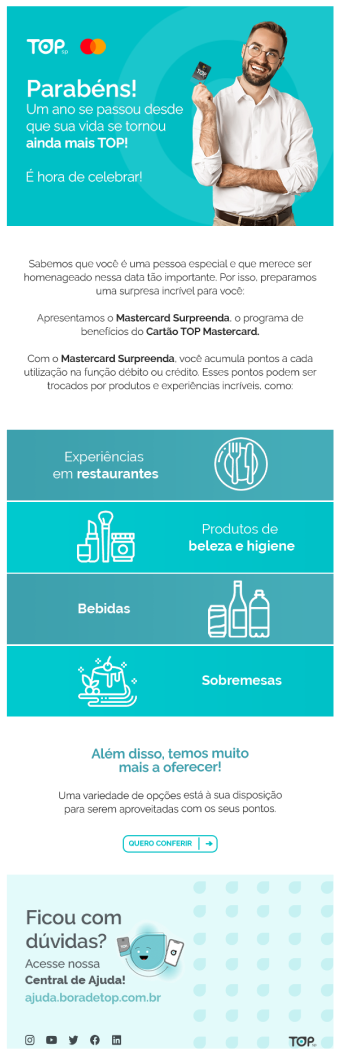 TOP SP
Parabéns!
Um ano se passou desde
que sua vida se tornou
ainda mais TOP!
É hora de celebrar!
TOP
Sabemos que você é uma pessoa especial e que merece ser
homenageado nessa data tão importante. Por isso, preparamos
uma surpresa incrível para você:
Apresentamos o Mastercard Surpreenda, o programa de
benefícios do Cartão TOP Mastercard.
Com o Mastercard Surpreenda, você acumula pontos a cada
utilização na função débito ou crédito. Esses pontos podem ser
trocados por produtos e experiências incríveis, como:
Experiências
em restaurantes
Produtos de
beleza e higiene
Bebidas
Sobremesas
Além disso, temos muito
mais a oferecer!
Uma variedade de opções está à sua disposição
para serem aproveitadas com os seus pontos.
QUERO CONFERIR
Ficou com
dúvidas?
Acesse nossa
Central de Ajuda!
ajuda.boradetop.com.br
TOP